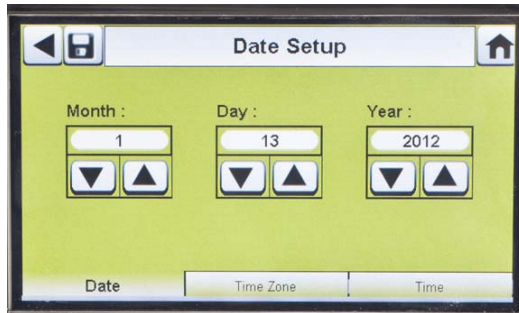 Date Setup
Month : Day : Year :
1 13 2012
Date Time Zone Time